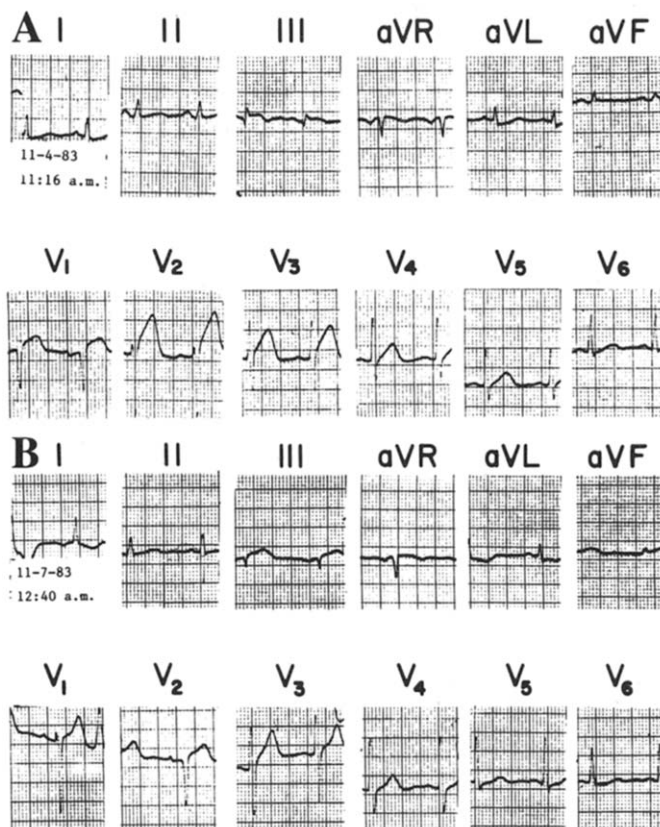 A I II III aVR aVL aVF
11-4-83
11:16 a.m.
V₁ V₂ V₃ V₄ V₅ V₆
B I II III aVR aVL aVF
11-7-83
12:40 a.m.
V₁ V₂ V₃ V₄ V₅ V₆